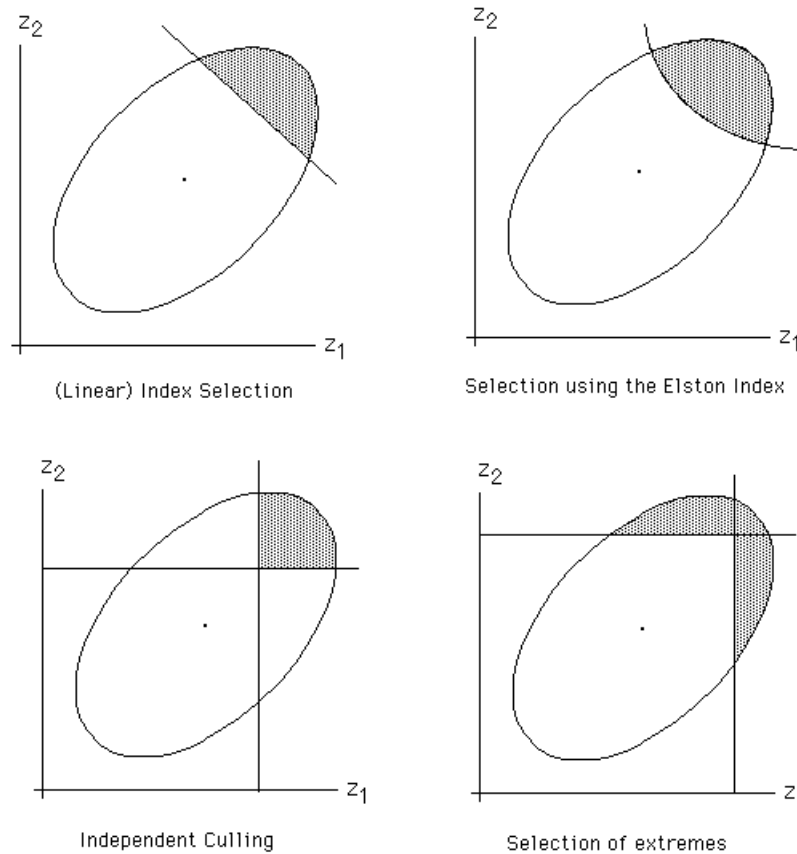 z2
z1
(Linear) Index Selection
z2
z1
Selection using the Elston Index
z2
z1
Independent Culling
z2
z
Selection of extremes